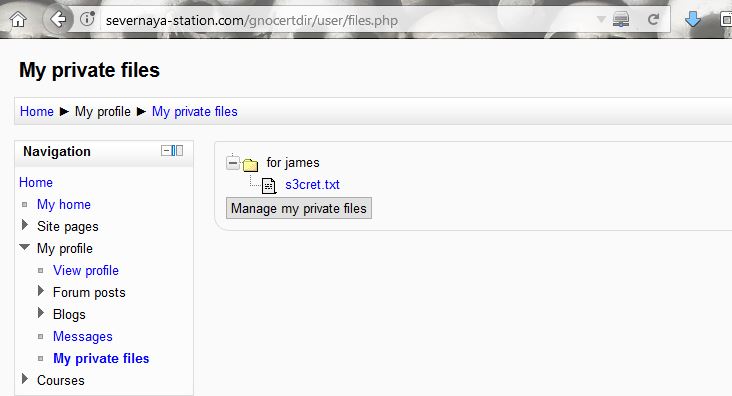 severnaya-station.com/gnocertdir/user/files.php
My private files
Home ► My profile ► My private files
Navigation
Home
My home
Site pages
My profile
View profile
Forum posts
Blogs
Messages
My private files
Courses
for james
s3cret.txt
Manage my private files